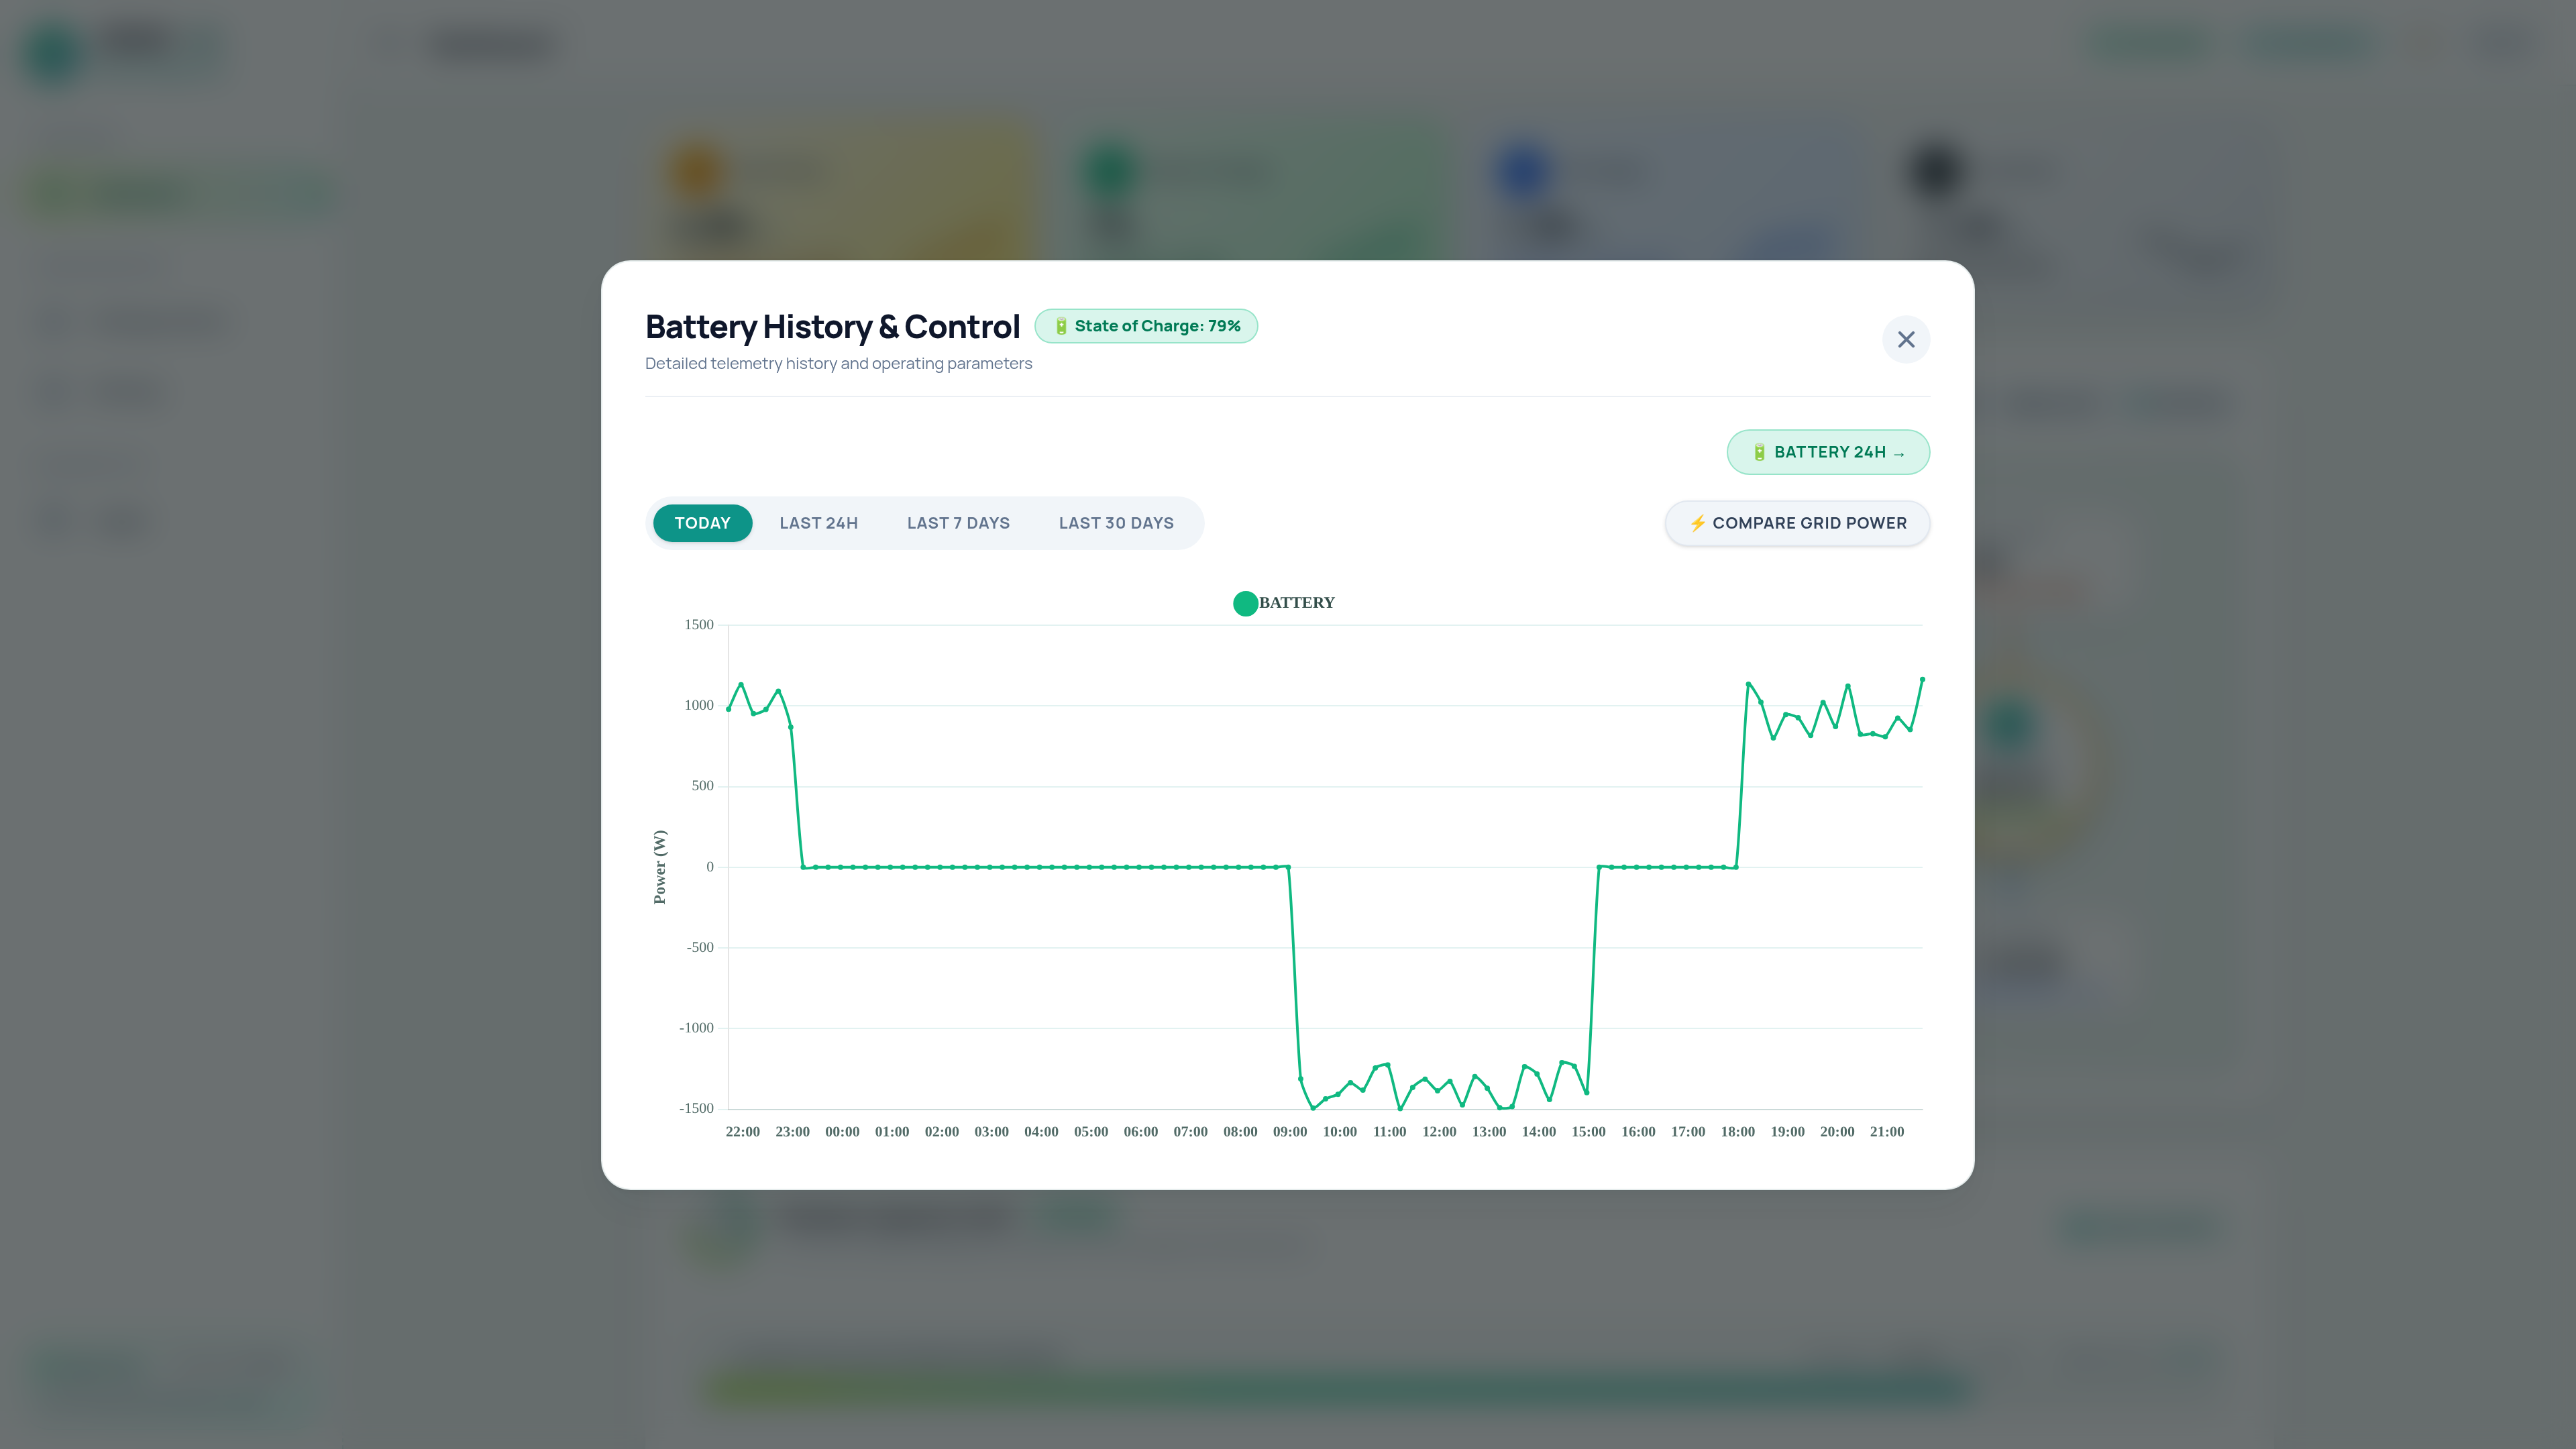 Battery History & Control
🔋 State of Charge: 79%
Detailed telemetry history and operating parameters
🔋 BATTERY 24H →
TODAY
LAST 24H
LAST 7 DAYS
LAST 30 DAYS
⚡ COMPARE GRID POWER
BATTERY
1500
1000
500
0
-500
-1000
-1500
Power (W)
22:00 23:00 00:00 01:00 02:00 03:00 04:00 05:00 06:00 07:00 08:00 09:00 10:00 11:00 12:00 13:00 14:00 15:00 16:00 17:00 18:00 19:00 20:00 21:00